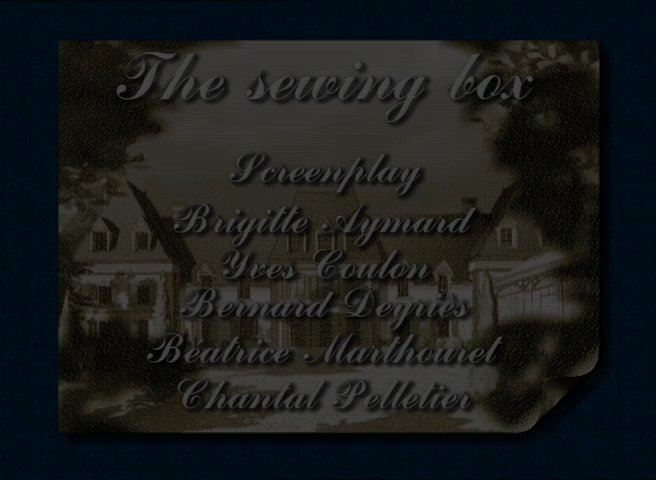 The sewing box
Screenplay
Brigitte Aymard
Yves Coulon
Bernard Deyriès
Béatrice Marthouret
Chantal Pelletier